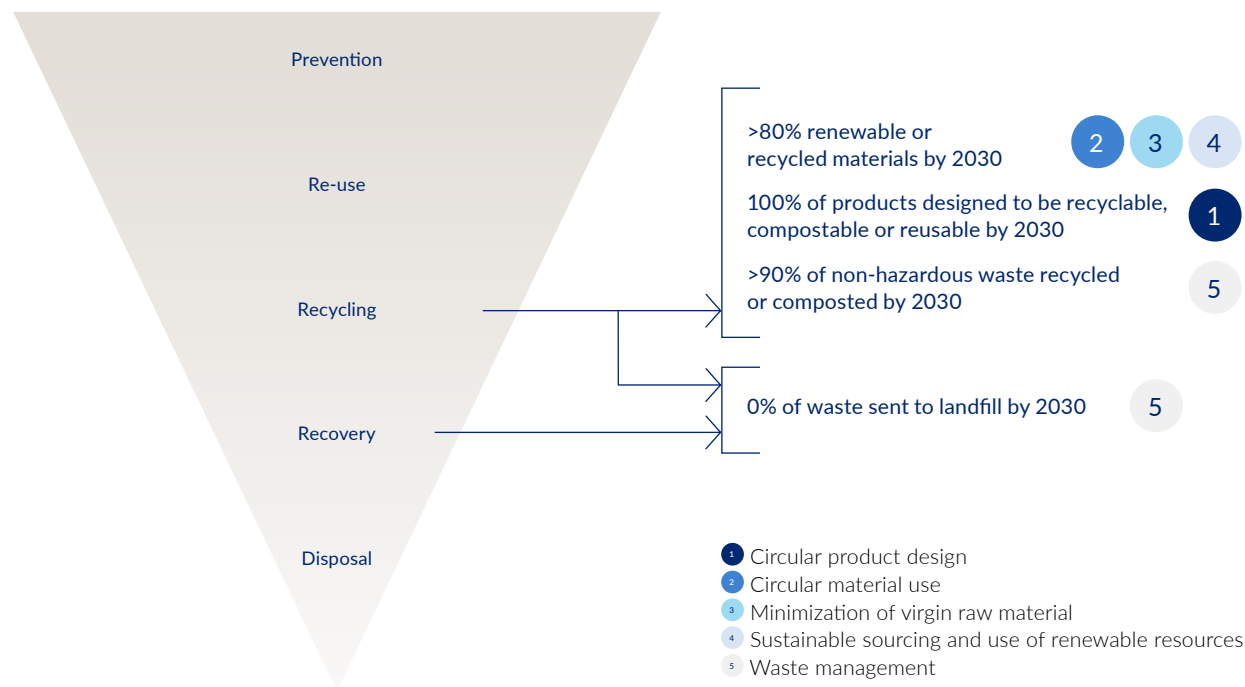 Prevention
Re-use
Recycling
Recovery
Disposal
>80% renewable or
recycled materials by 2030
2 3 4
100% of products designed to be recyclable,
compostable or reusable by 2030
1
>90% of non-hazardous waste recycled
or composted by 2030
5
0% of waste sent to landfill by 2030
5
1 Circular product design
2 Circular material use
3 Minimization of virgin raw material
4 Sustainable sourcing and use of renewable resources
5 Waste management